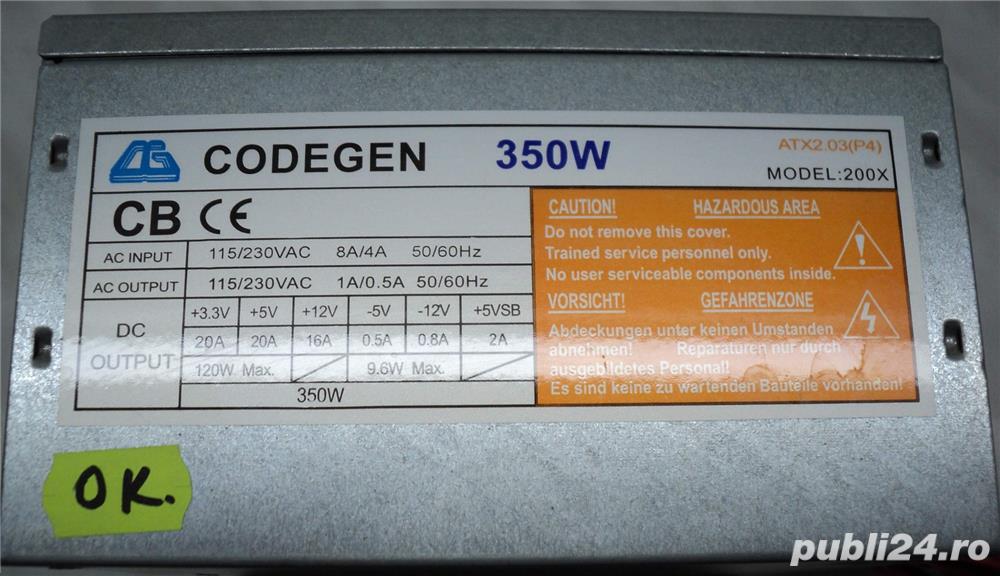 CODEGEN 350W
ATX2.03(P4)
MODEL:200X
CB CE
AC INPUT 115/230VAC 8A/4A 50/60Hz
AC OUTPUT 115/230VAC 1A/0.5A 50/60Hz
DC OUTPUT
+3.3V +5V +12V -5V -12V +5VSB
20A 20A 16A 0.5A 0.8A 2A
120W Max. 9.6W Max.
350W
CAUTION! HAZARDOUS AREA
Do not remove this cover.
Trained service personnel only.
No user serviceable components inside.
VORSICHT! GEFAHRENZONE
Abdeckungen unter keinen Umstanden
abnehmen! Reparaturen nur durch
ausgebildetes Personal!
Es sind keine zu wartenden Bauteile vorhanden!
OK.
publi24.ro